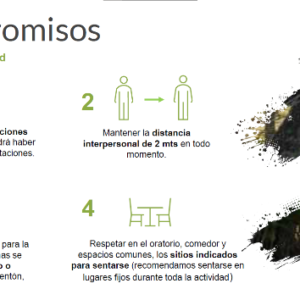 romisos
d
2
ciones
drá haber
taciones.
Mantener la distancia
interpersonal de 2 mts en todo
momento.
4
para la
as se
o o
entón,
Respetar en el oratorio, comedor y
espacios comunes, los sitios indicados
para sentarse (recomendamos sentarse en
lugares fijos durante toda la actividad)